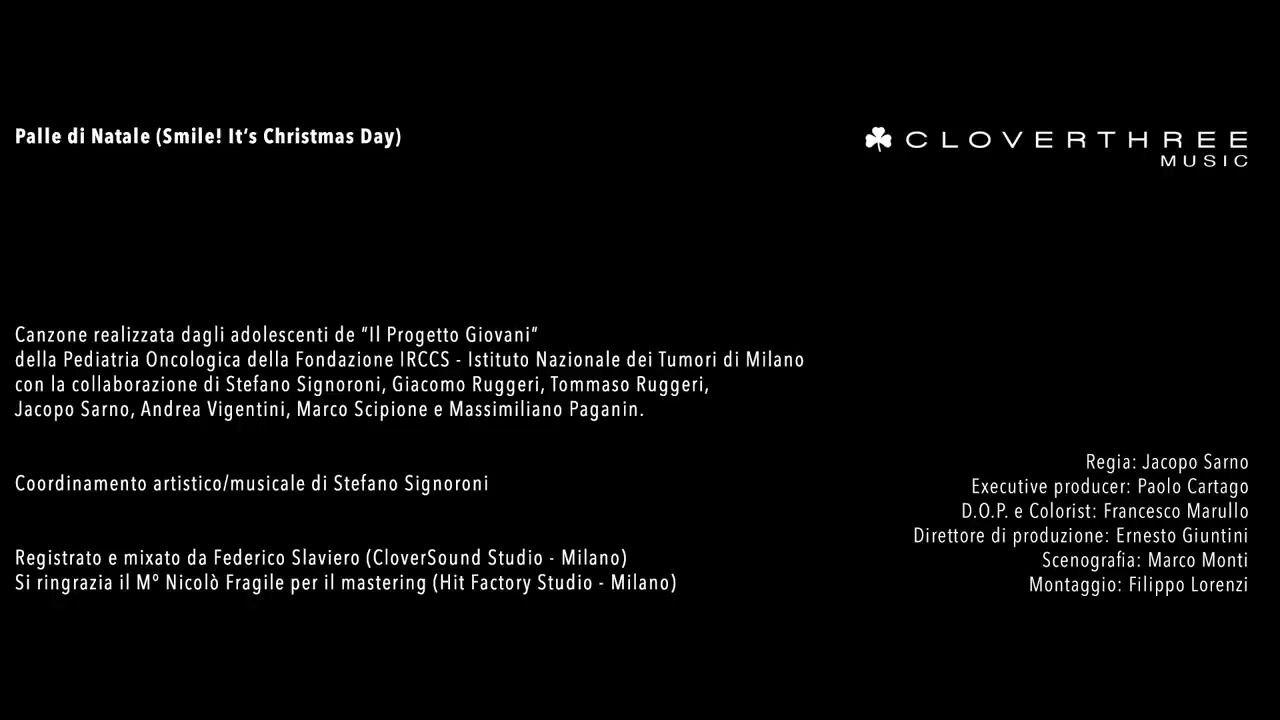 Palle di Natale (Smile! It's Christmas Day)
CLOVERTHREE
MUSIC
Canzone realizzata dagli adolescenti de “Il Progetto Giovani”
della Pediatria Oncologica della Fondazione IRCCS - Istituto Nazionale dei Tumori di Milano
con la collaborazione di Stefano Signoroni, Giacomo Ruggeri, Tommaso Ruggeri,
Jacopo Sarno, Andrea Vigentini, Marco Scipione e Massimiliano Paganin.
Coordinamento artistico/musicale di Stefano Signoroni
Registrato e mixato da Federico Slaviero (CloverSound Studio - Milano)
Si ringrazia il Mº Nicolò Fragile per il mastering (Hit Factory Studio - Milano)
Regia: Jacopo Sarno
Executive producer: Paolo Cartago
D.O.P. e Colorist: Francesco Marullo
Direttore di produzione: Ernesto Giuntini
Scenografia: Marco Monti
Montaggio: Filippo Lorenzi